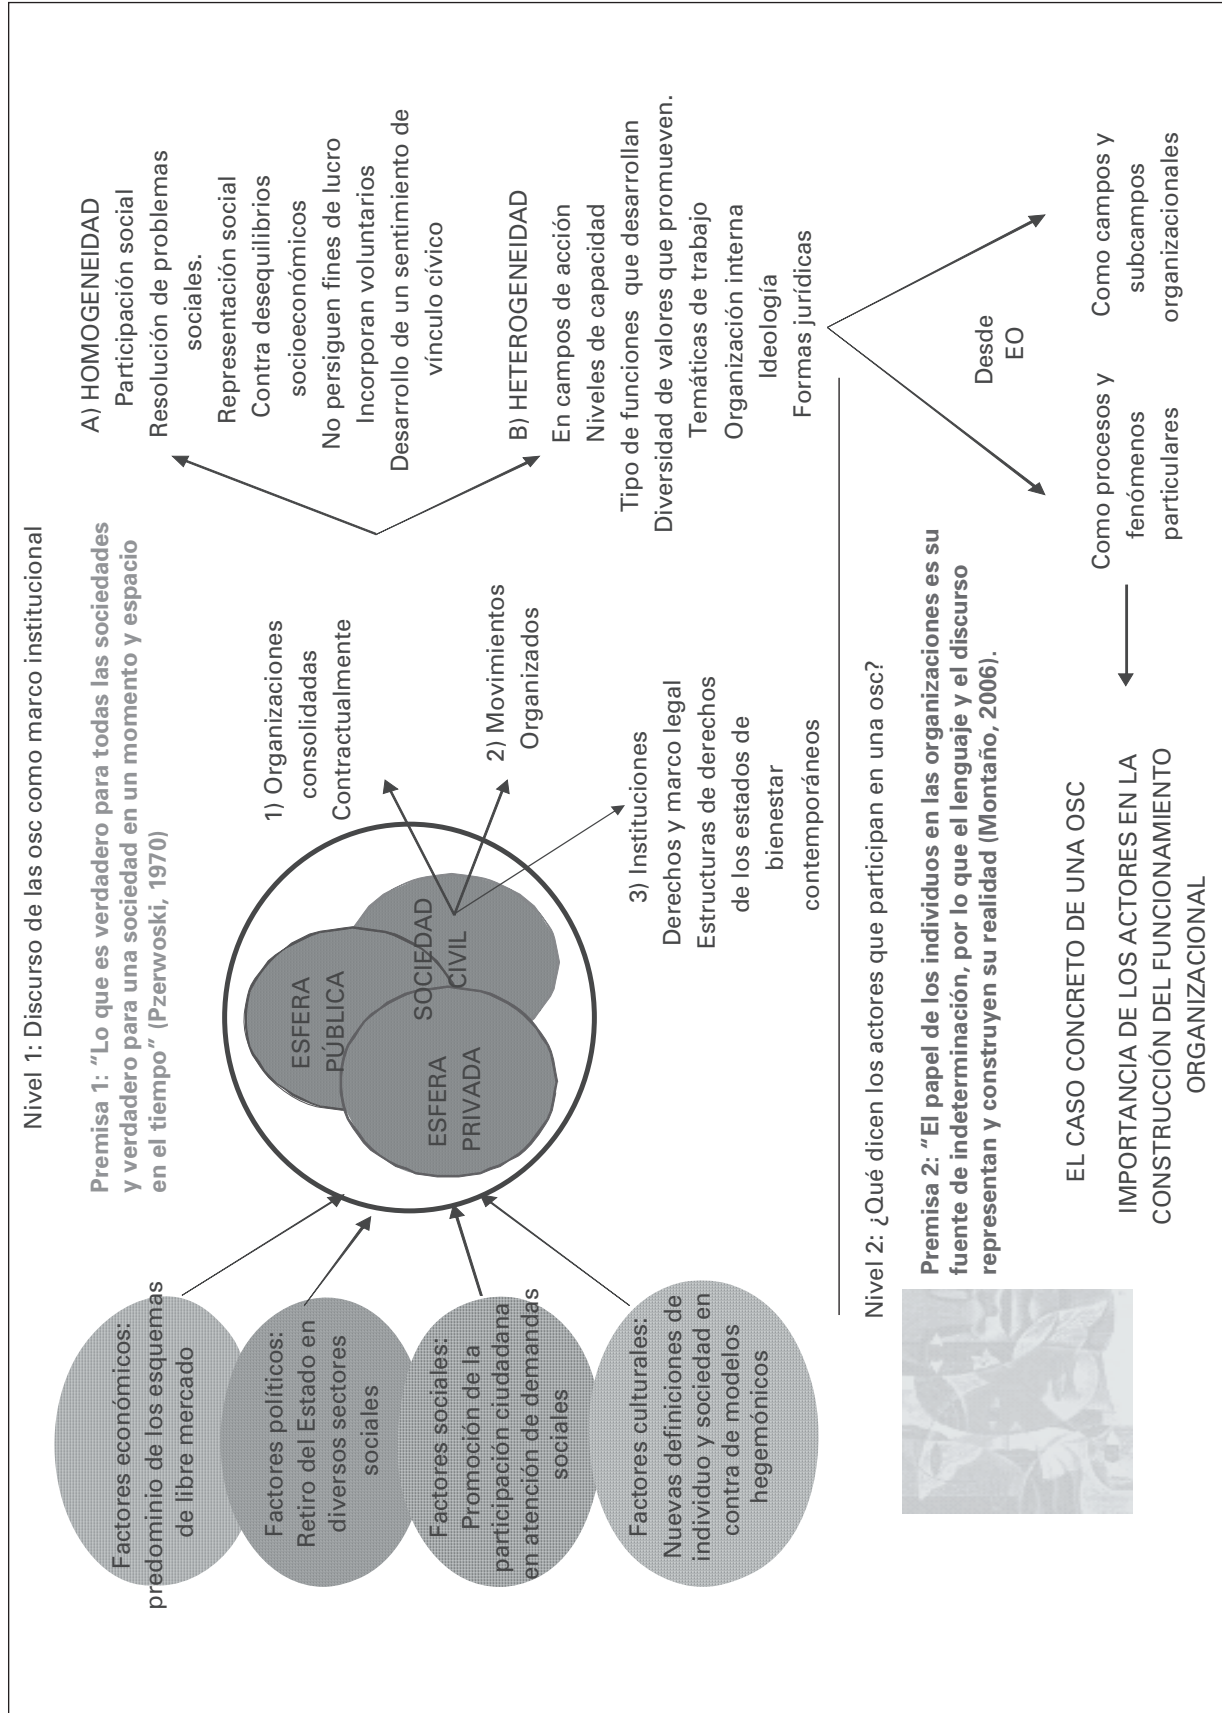 Nivel 1: Discurso de las osc como marco institucional
Premisa 1: "Lo que es verdadero para todas las sociedades
y verdadero para una sociedad en un momento y espacio
en el tiempo" (Pzerwoski, 1970)
Factores económicos:
predominio de los esquemas
de libre mercado
Factores políticos:
Retiro del Estado en
diversos sectores
sociales
Factores sociales:
Promoción de la
participación ciudadana
en atención de demandas
sociales
Factores culturales:
Nuevas definiciones de
individuo y sociedad en
contra de modelos
hegemónicos
ESFERA
PÚBLICA
ESFERA
PRIVADA
SOCIEDAD
CIVIL
1) Organizaciones
consolidadas
Contractualmente
2) Movimientos
Organizados
3) Instituciones
Derechos y marco legal
Estructuras de derechos
de los estados de
bienestar
contemporáneos
A) HOMOGENEIDAD
Participación social
Resolución de problemas
sociales.
Representación social
Contra desequilibrios
socioeconómicos
No persiguen fines de lucro
Incorporan voluntarios
Desarrollo de un sentimiento de
vínculo cívico
B) HETEROGENEIDAD
En campos de acción
Niveles de capacidad
Tipo de funciones que desarrollan
Diversidad de valores que promueven.
Temáticas de trabajo
Organización interna
Ideología
Formas jurídicas
Nivel 2: ¿Qué dicen los actores que participan en una osc?
Premisa 2: "El papel de los individuos en las organizaciones es su
fuente de indeterminación, por lo que el lenguaje y el discurso
representan y construyen su realidad (Montaño, 2006).
EL CASO CONCRETO DE UNA OSC
IMPORTANCIA DE LOS ACTORES EN LA
CONSTRUCCIÓN DEL FUNCIONAMIENTO
ORGANIZACIONAL
Desde
EO
Como procesos y
fenómenos
particulares
Como campos y
subcampos
organizacionales